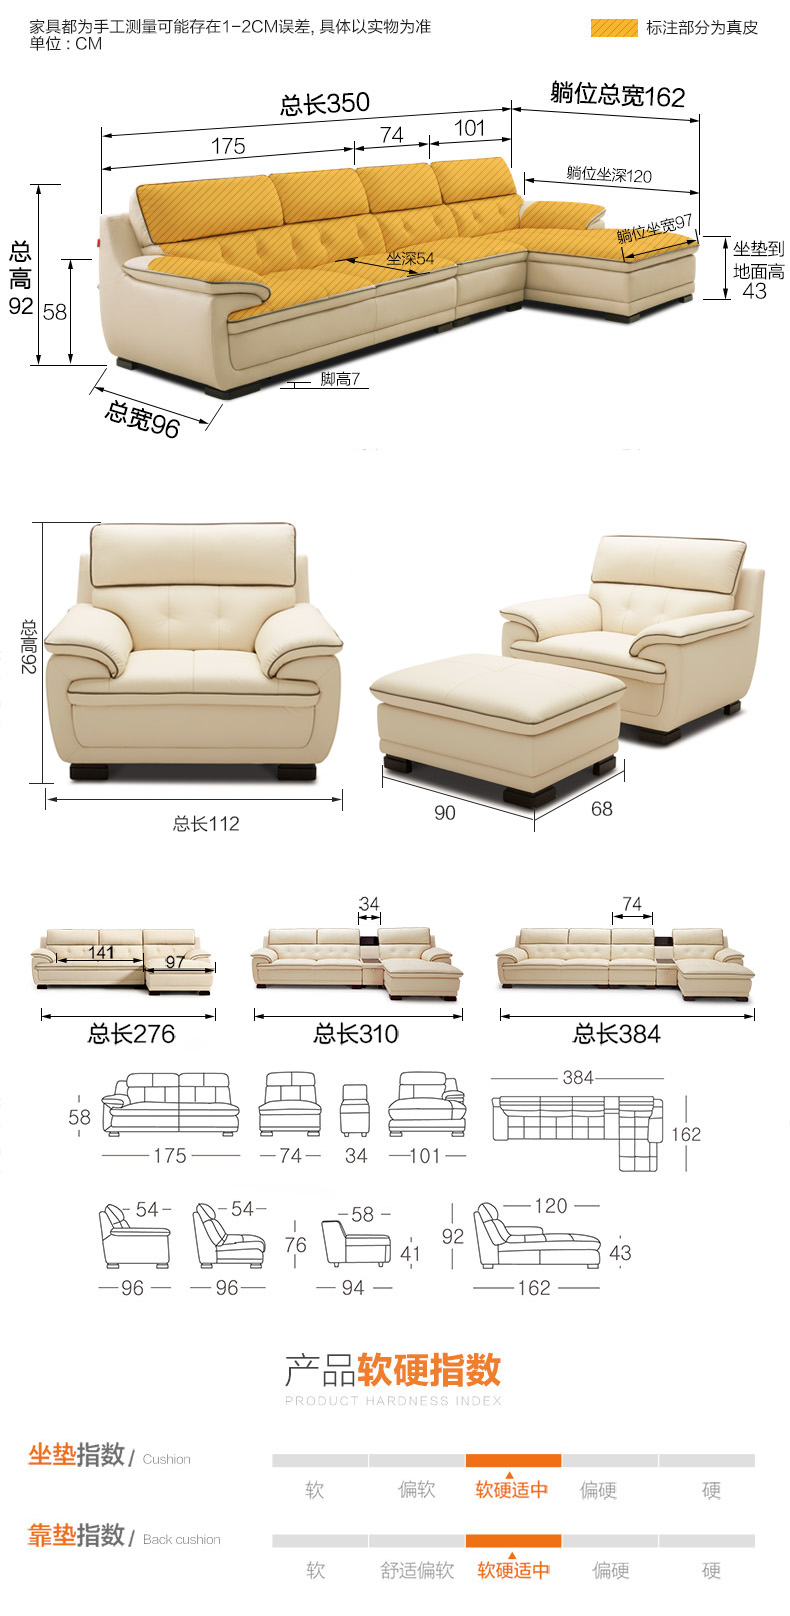 家具都为手工测量可能存在1-2CM误差, 具体以实物为准
单位 : CM
标注部分为真皮
总长350
躺位总宽162
175
74
101
躺位坐深120
躺位坐宽97
坐深54
总高92
58
坐垫到
地面高
43
脚高7
总宽96
总高92
总长112
90
68
34
74
141
97
总长276
总长310
总长384
384
58
162
175
74
34
101
54
54
58
120
76
41
92
43
96
96
94
162
产品软硬指数
PRODUCT HARDNESS INDEX
坐垫指数/ Cushion
软 偏软 软硬适中 偏硬 硬
靠垫指数/ Back cushion
软 舒适偏软 软硬适中 偏硬 硬